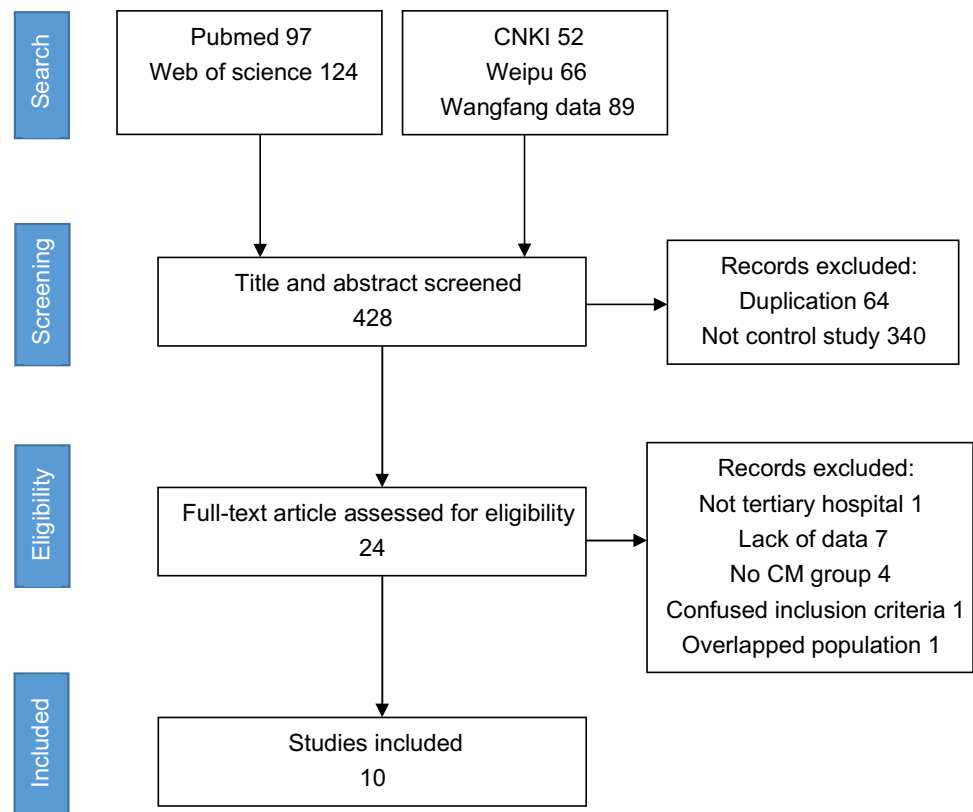 Search
Pubmed 97
Web of science 124
CNKI 52
Weipu 66
Wangfang data 89
Screening
Title and abstract screened
428
Records excluded:
Duplication 64
Not control study 340
Eligibility
Full-text article assessed for eligibility
24
Records excluded:
Not tertiary hospital 1
Lack of data 7
No CM group 4
Confused inclusion criteria 1
Overlapped population 1
Included
Studies included
10